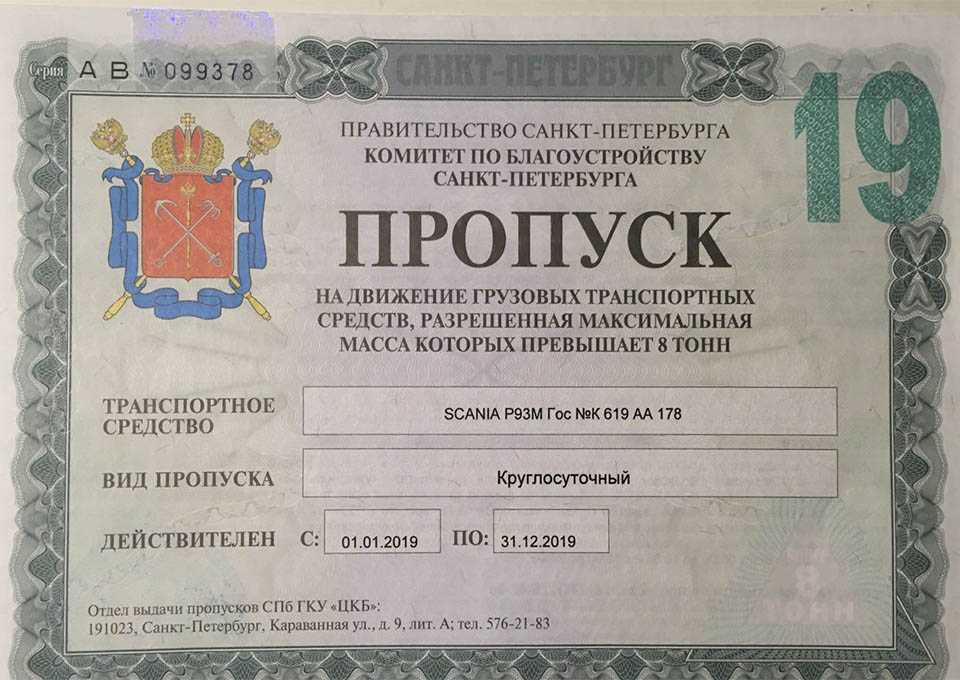 Серия А В № 099378
САНКТ-ПЕТЕРБУРГ
19
ПРАВИТЕЛЬСТВО САНКТ-ПЕТЕРБУРГА
КОМИТЕТ ПО БЛАГОУСТРОЙСТВУ
САНКТ-ПЕТЕРБУРГА
ПРОПУСК
НА ДВИЖЕНИЕ ГРУЗОВЫХ ТРАНСПОРТНЫХ
СРЕДСТВ, РАЗРЕШЕННАЯ МАКСИМАЛЬНАЯ
МАССА КОТОРЫХ ПРЕВЫШАЕТ 8 ТОНН
ТРАНСПОРТНОЕ
СРЕДСТВО
SCANIA P93M Гос №К 619 АА 178
ВИД ПРОПУСКА
Круглосуточный
ДЕЙСТВИТЕЛЕН С: 01.01.2019 ПО: 31.12.2019
Отдел выдачи пропусков СПб ГКУ «ЦКБ»:
191023, Санкт-Петербург, Караванная ул., д. 9, лит. А; тел. 576-21-83